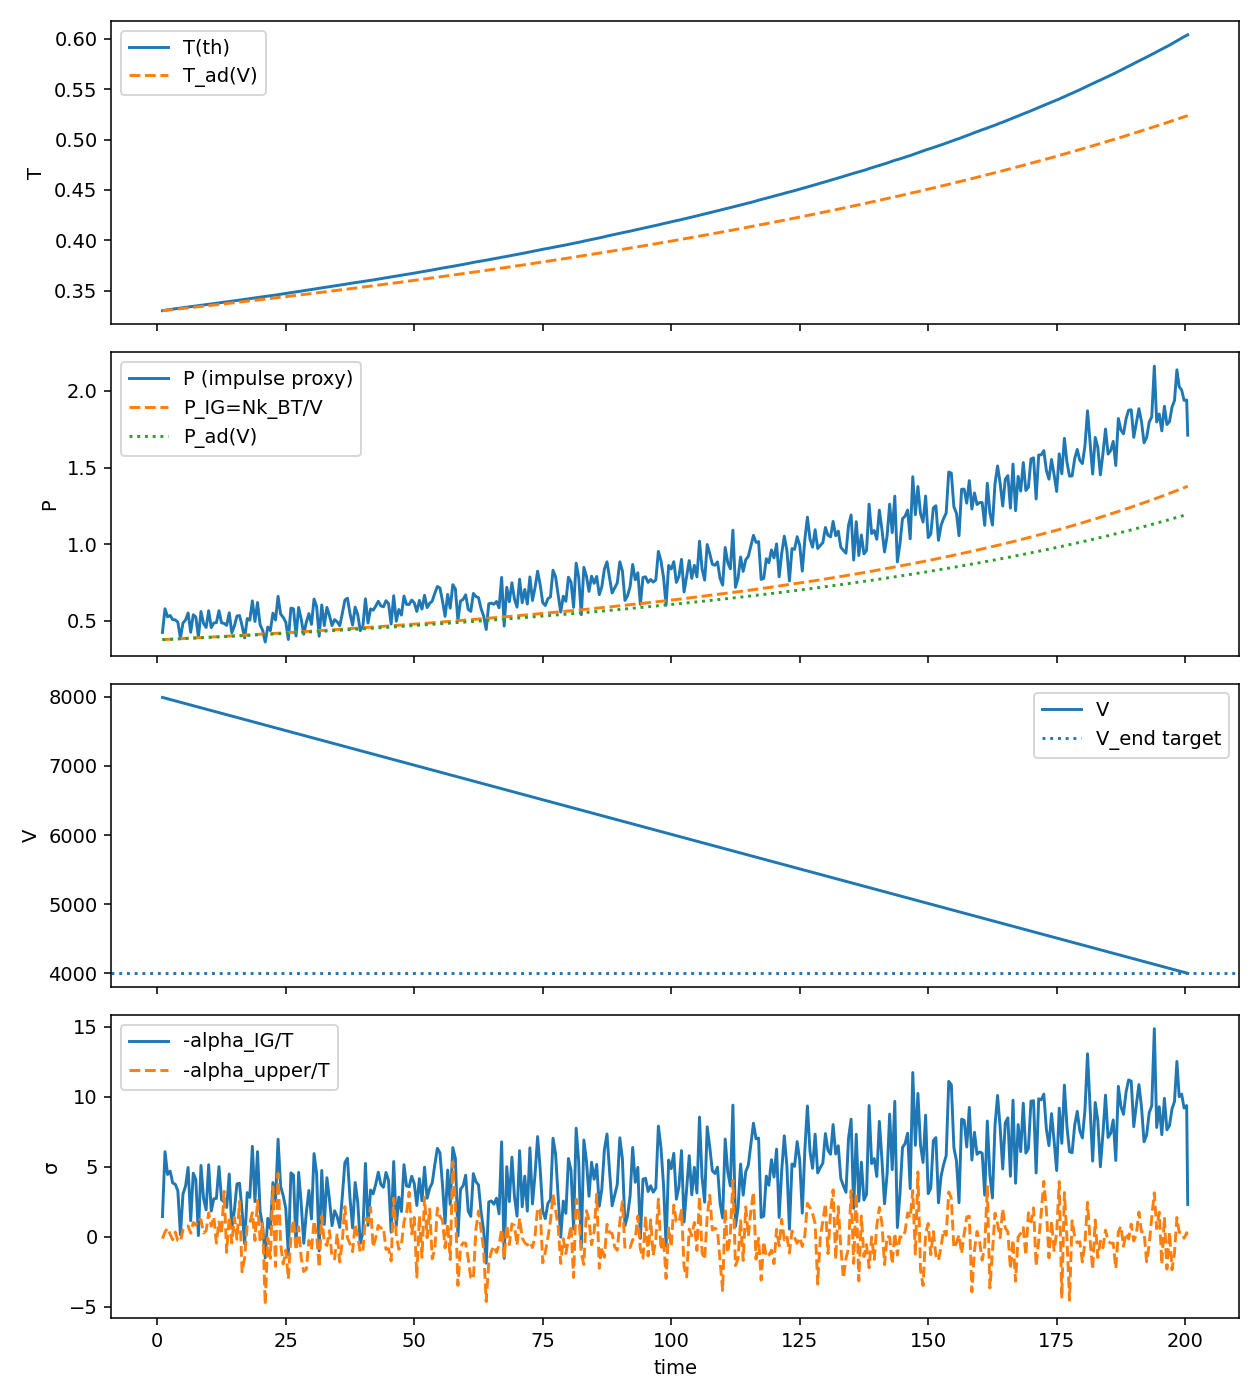 T(th)
T_ad(V)
0.60
0.55
0.50
0.45
0.40
0.35
T
P (impulse proxy)
P_IG=Nk_BT/V
P_ad(V)
2.0
1.5
1.0
0.5
P
V
V_end target
8000
7000
6000
5000
4000
V
-alpha_IG/T
-alpha_upper/T
15
10
5
0
−5
σ
0 25 50 75 100 125 150 175 200
time